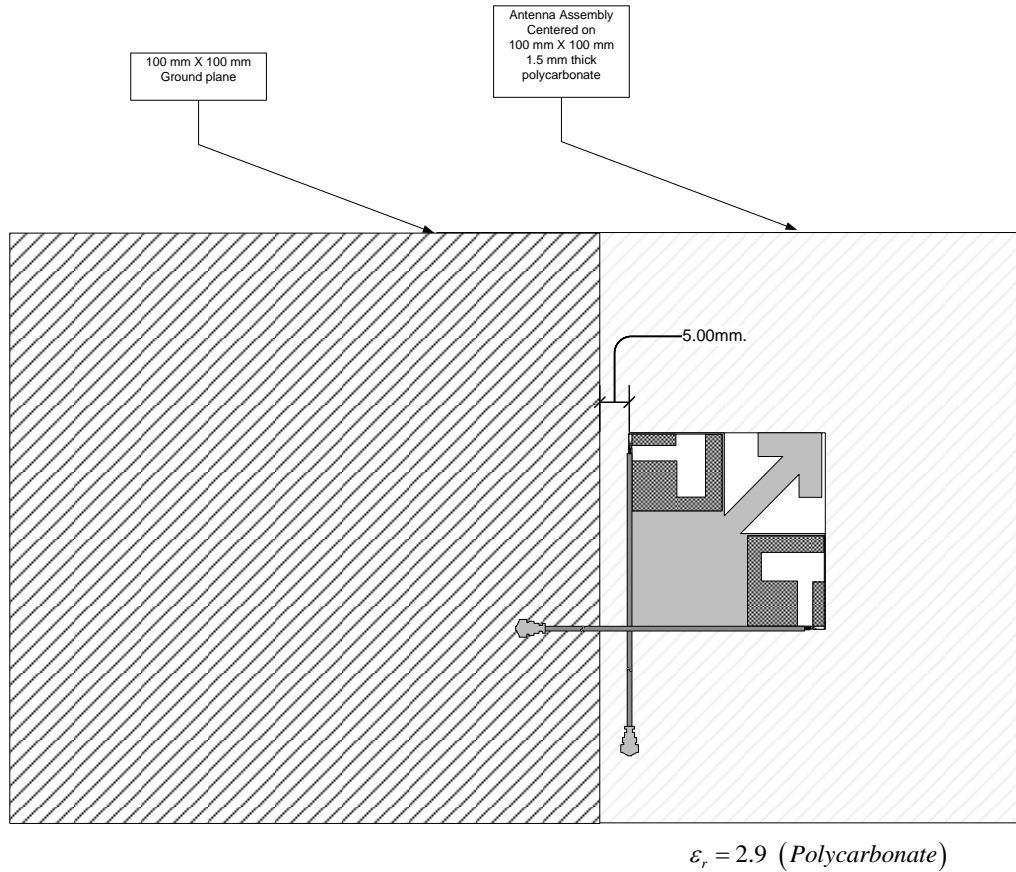 100 mm X 100 mm
Ground plane
Antenna Assembly
Centered on
100 mm X 100 mm
1.5 mm thick
polycarbonate
5.00mm.
εr = 2.9 (Polycarbonate)